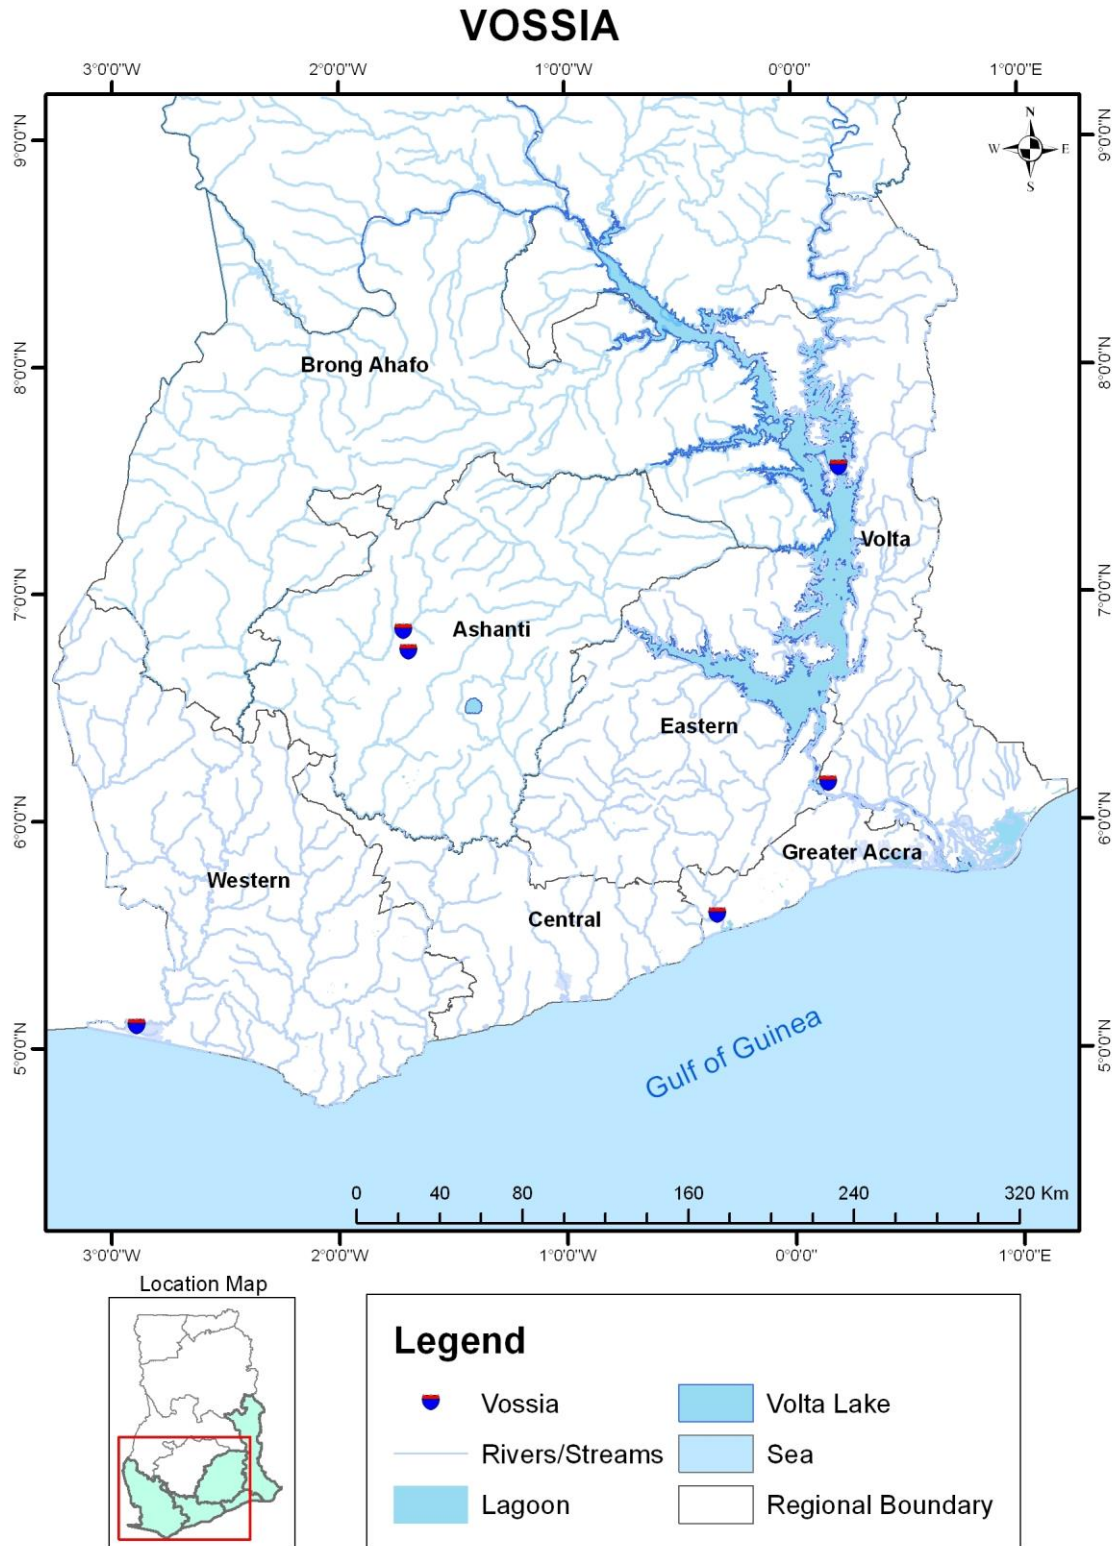 VOSSIA
3°0'0"W 2°0'0"W 1°0'0"W 0°0'0" 1°0'0"E
N
W E
S
9°0'0"N 9°0'0"N
8°0'0"N 8°0'0"N
7°0'0"N 7°0'0"N
6°0'0"N 6°0'0"N
5°0'0"N 5°0'0"N
Brong Ahafo
Volta
Ashanti
Eastern
Greater Accra
Western
Central
Gulf of Guinea
0 40 80 160 240 320 Km
3°0'0"W 2°0'0"W 1°0'0"W 0°0'0" 1°0'0"E
Location Map
Legend
Vossia
Rivers/Streams
Lagoon
Volta Lake
Sea
Regional Boundary